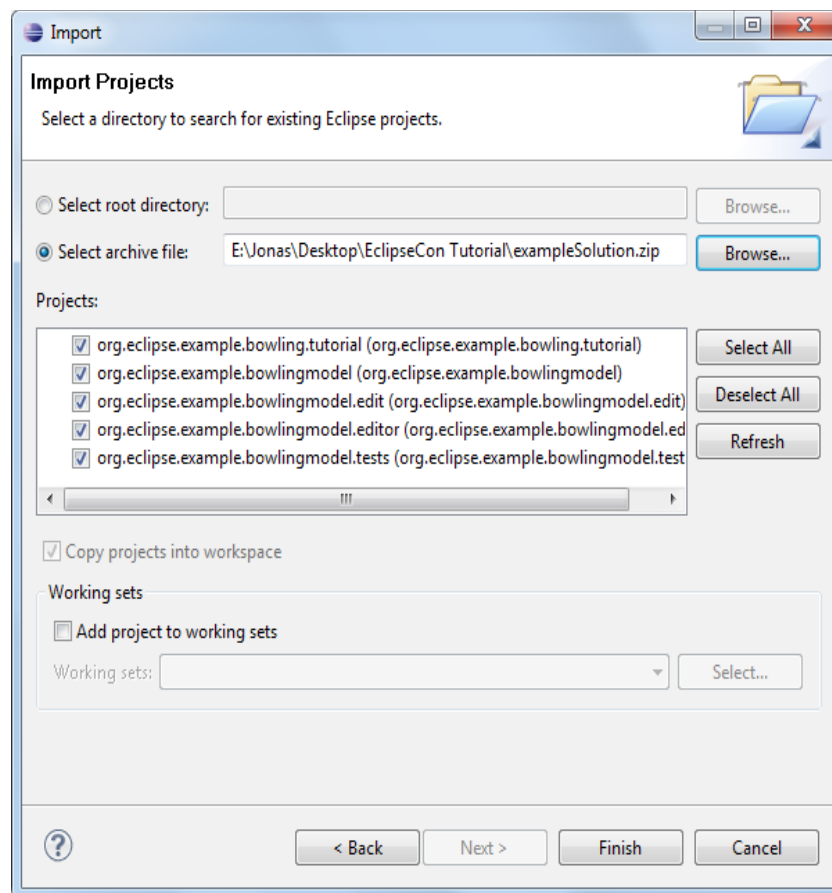 Import
Import Projects
Select a directory to search for existing Eclipse projects.
Select root directory:
Browse...
Select archive file: E:\Jonas\Desktop\EclipseCon Tutorial\exampleSolution.zip Browse...
Projects:
org.eclipse.example.bowling.tutorial (org.eclipse.example.bowling.tutorial)
org.eclipse.example.bowlingmodel (org.eclipse.example.bowlingmodel)
org.eclipse.example.bowlingmodel.edit (org.eclipse.example.bowlingmodel.edit)
org.eclipse.example.bowlingmodel.editor (org.eclipse.example.bowlingmodel.ed
org.eclipse.example.bowlingmodel.tests (org.eclipse.example.bowlingmodel.test
Select All
Deselect All
Refresh
Copy projects into workspace
Working sets
Add project to working sets
Working sets: Select...
? < Back Next > Finish Cancel